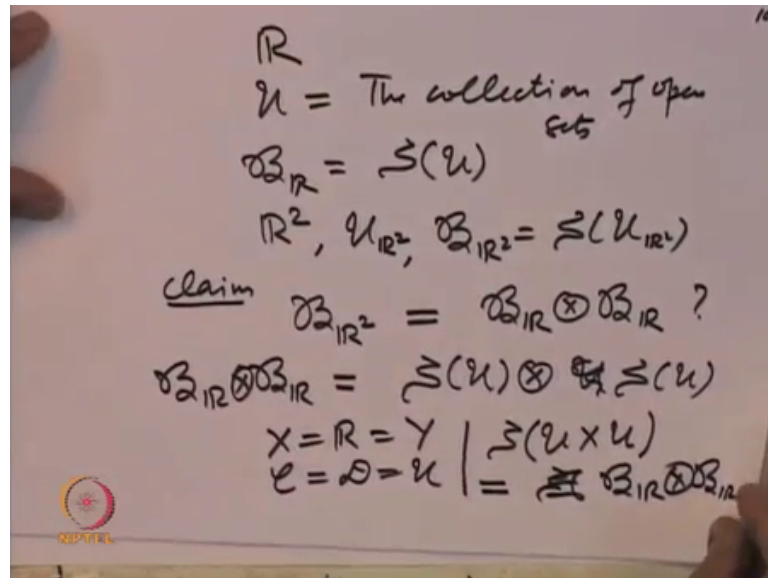 ℝ
𝒰 = The collection of open
sets
ℬ_ℝ = 𝒮(𝒰)
ℝ², 𝒰_ℝ², ℬ_ℝ² = 𝒮(𝒰_ℝ²)
claim ℬ_ℝ² = ℬ_ℝ ⊗ ℬ_ℝ ?
ℬ_ℝ ⊗ ℬ_ℝ = 𝒮(𝒰) ⊗ 𝒮(𝒰)
X = ℝ = Y | 𝒮(𝒰 × 𝒰)
𝒞 = 𝒟 = 𝒰 | = ℬ_ℝ ⊗ ℬ_ℝ
NPTEL